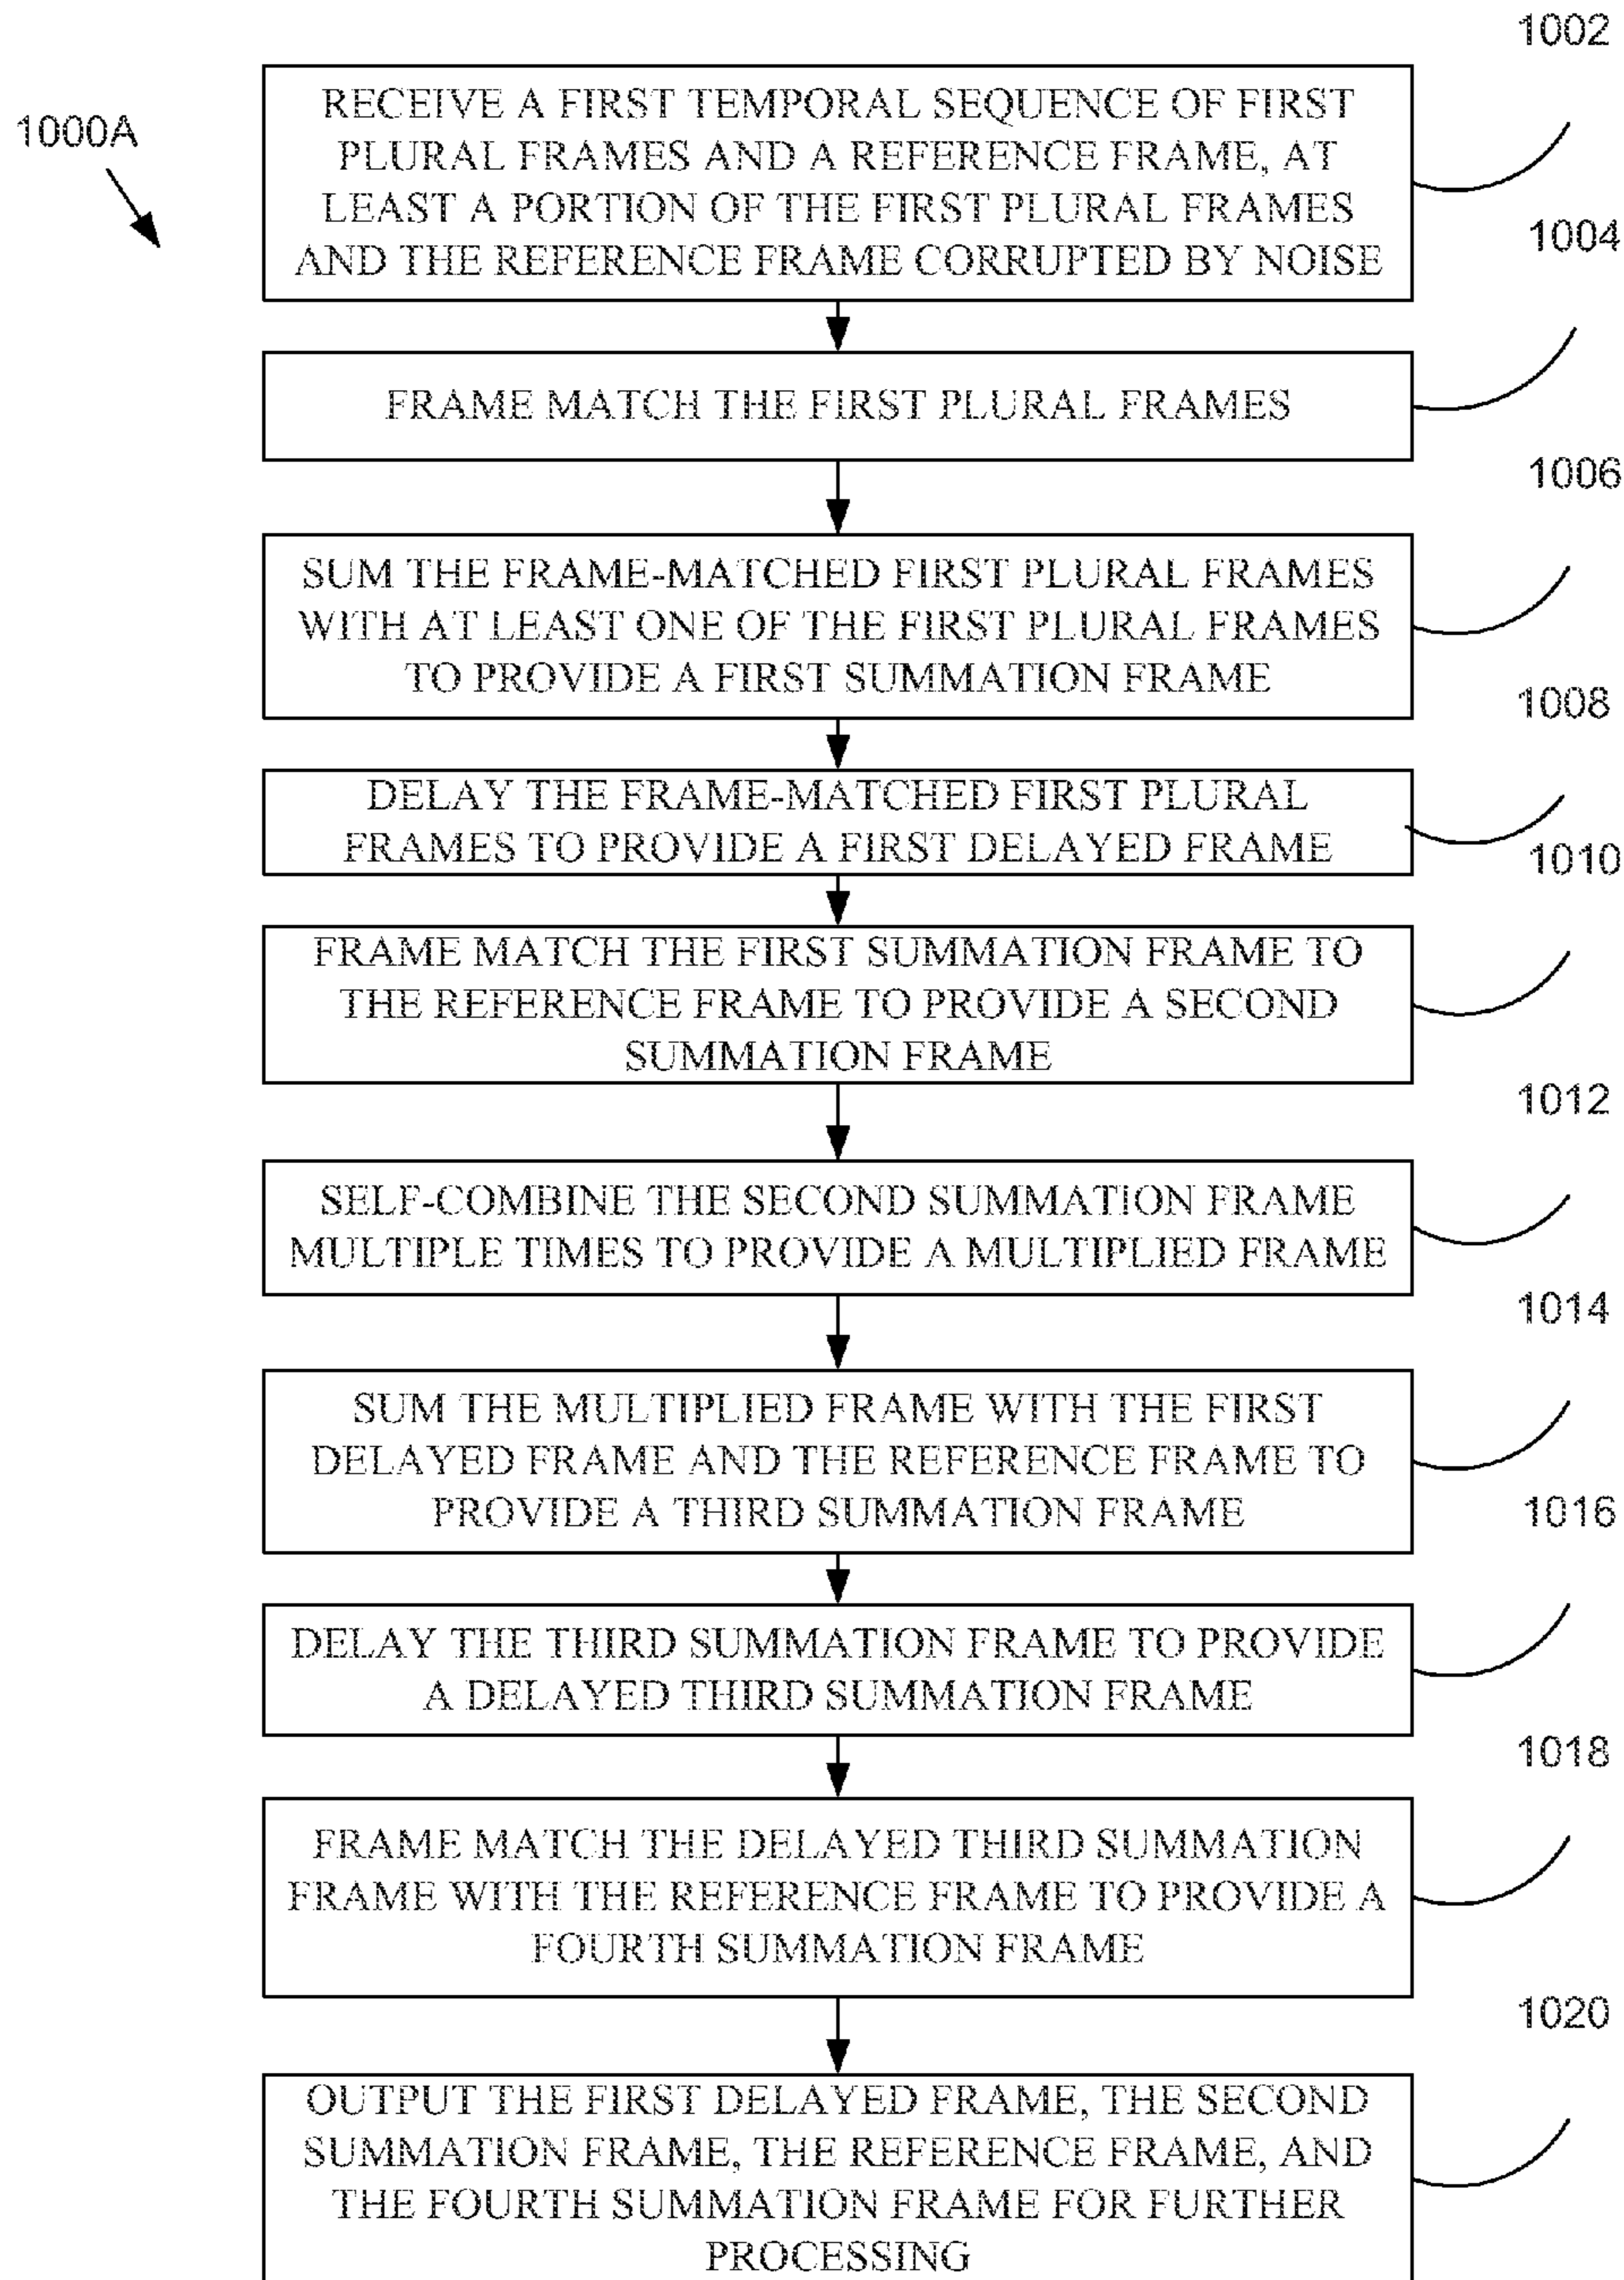 1002
1000A
RECEIVE A FIRST TEMPORAL SEQUENCE OF FIRST
PLURAL FRAMES AND A REFERENCE FRAME, AT
LEAST A PORTION OF THE FIRST PLURAL FRAMES
AND THE REFERENCE FRAME CORRUPTED BY NOISE
1004
FRAME MATCH THE FIRST PLURAL FRAMES
1006
SUM THE FRAME-MATCHED FIRST PLURAL FRAMES
WITH AT LEAST ONE OF THE FIRST PLURAL FRAMES
TO PROVIDE A FIRST SUMMATION FRAME
1008
DELAY THE FRAME-MATCHED FIRST PLURAL
FRAMES TO PROVIDE A FIRST DELAYED FRAME
1010
FRAME MATCH THE FIRST SUMMATION FRAME TO
THE REFERENCE FRAME TO PROVIDE A SECOND
SUMMATION FRAME
1012
SELF-COMBINE THE SECOND SUMMATION FRAME
MULTIPLE TIMES TO PROVIDE A MULTIPLIED FRAME
1014
SUM THE MULTIPLIED FRAME WITH THE FIRST
DELAYED FRAME AND THE REFERENCE FRAME TO
PROVIDE A THIRD SUMMATION FRAME
1016
DELAY THE THIRD SUMMATION FRAME TO PROVIDE
A DELAYED THIRD SUMMATION FRAME
1018
FRAME MATCH THE DELAYED THIRD SUMMATION
FRAME WITH THE REFERENCE FRAME TO PROVIDE A
FOURTH SUMMATION FRAME
1020
OUTPUT THE FIRST DELAYED FRAME, THE SECOND
SUMMATION FRAME, THE REFERENCE FRAME, AND
THE FOURTH SUMMATION FRAME FOR FURTHER
PROCESSING